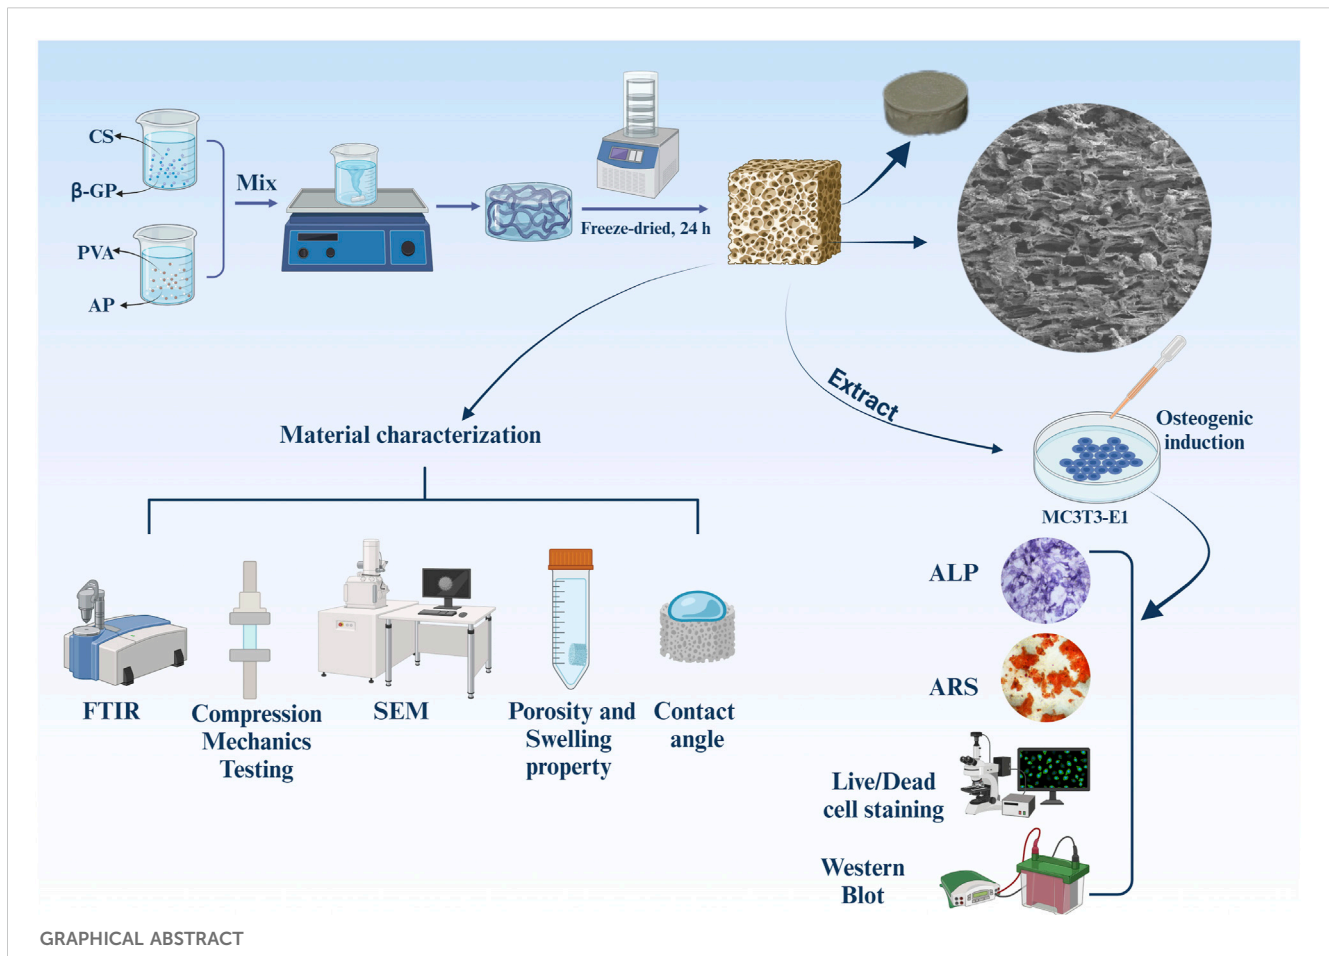 CS
β-GP
PVA
AP
Mix
Freeze-dried, 24 h
Extract
Osteogenic
induction
MC3T3-E1
Material characterization
FTIR
Compression
Mechanics
Testing
SEM
Porosity and
Swelling
property
Contact
angle
ALP
ARS
Live/Dead
cell staining
Western
Blot
GRAPHICAL ABSTRACT